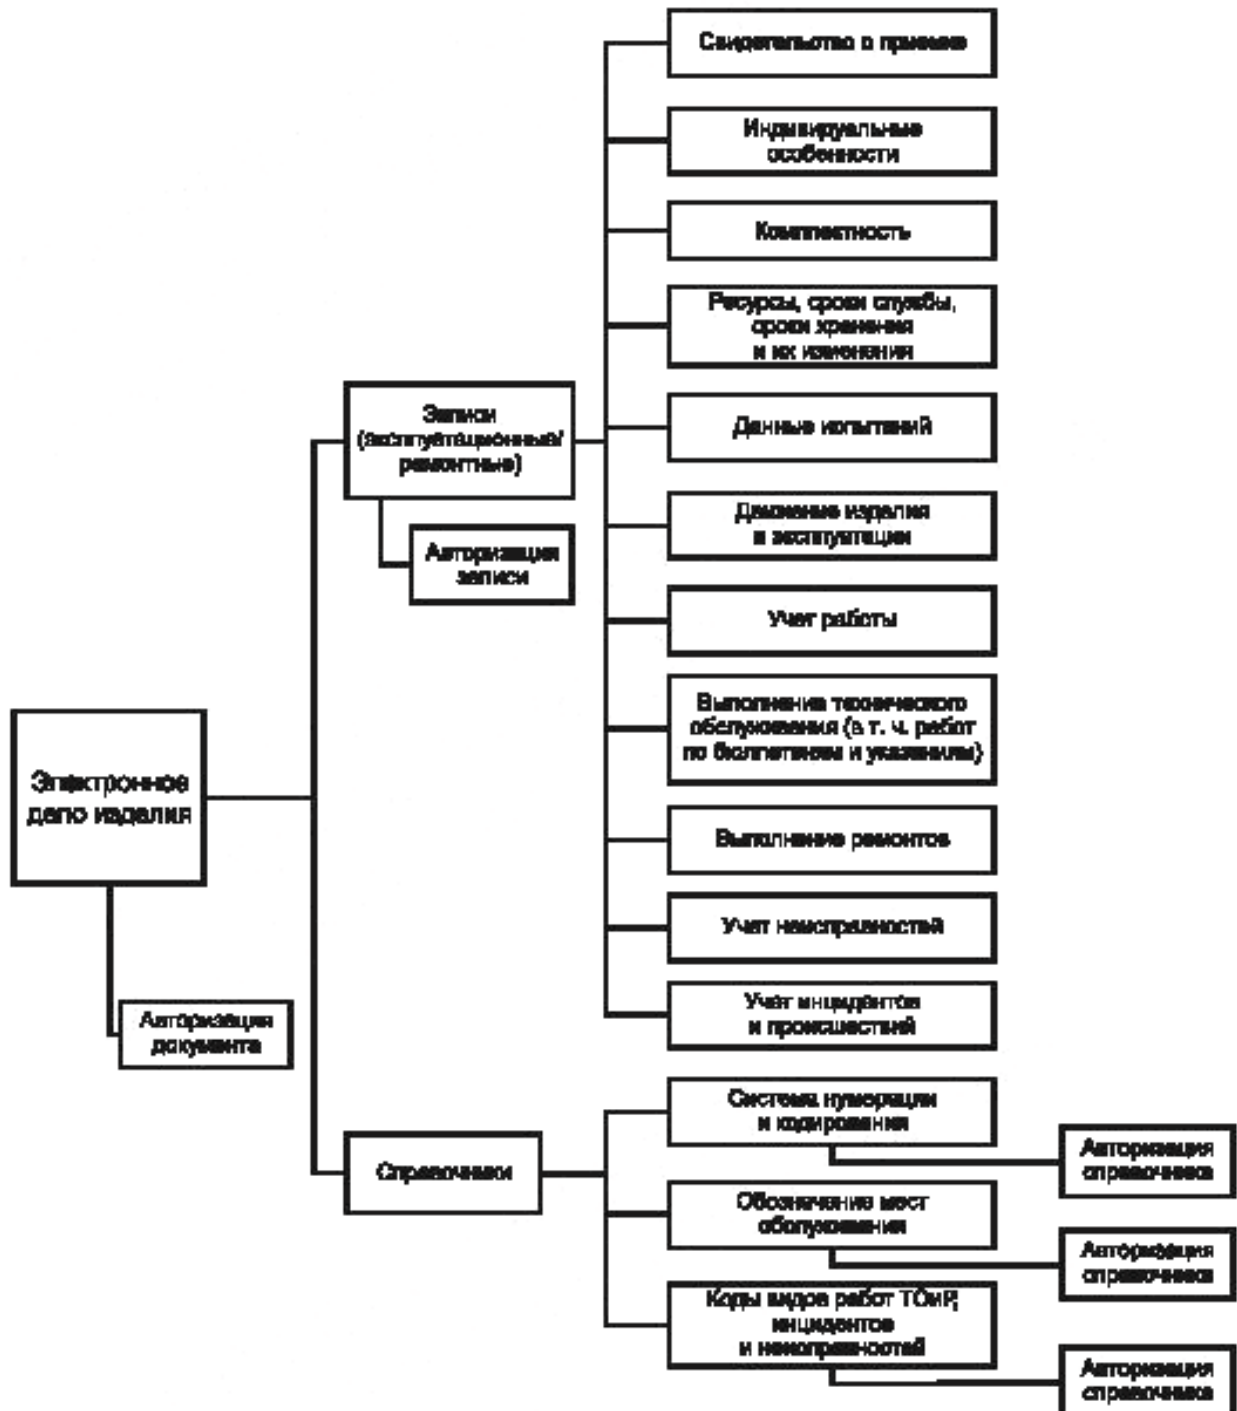 Свидетельство о приемке
Индивидуальные
особенности
Комплектность
Ресурсы, сроки службы,
сроки хранения
и их изменения
Записи
(эксплуатационные/
ремонтные)
Данные испытаний
Движение изделия
в эксплуатации
Авторизация
записи
Учет работы
Выполнение технического
обслуживания (в т. ч. работ
по бюллетеням и указаниям)
Электронное
дело изделия
Выполнение ремонтов
Учет неисправностей
Учет инцидентов
и происшествий
Авторизация
документа
Система нумерации
и кодирования
Авторизация
справочника
Справочники
Обозначение мест
обслуживания
Авторизация
справочника
Коды видов работ ТОиР,
инцидентов
и неисправностей
Авторизация
справочника